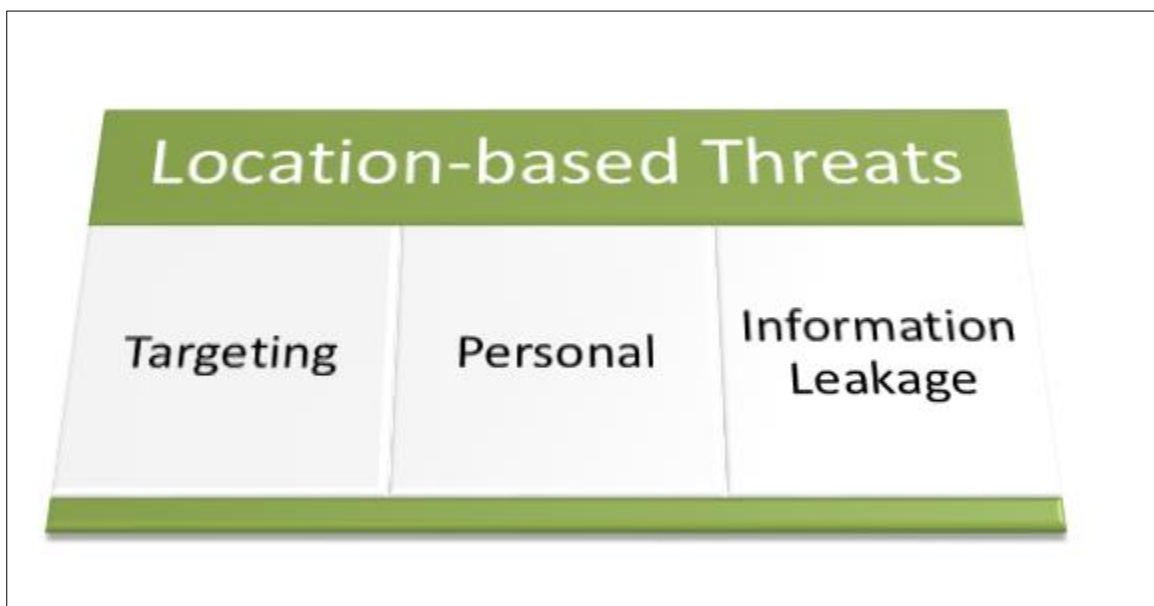 Location-based Threats
Targeting
Personal
Information
Leakage